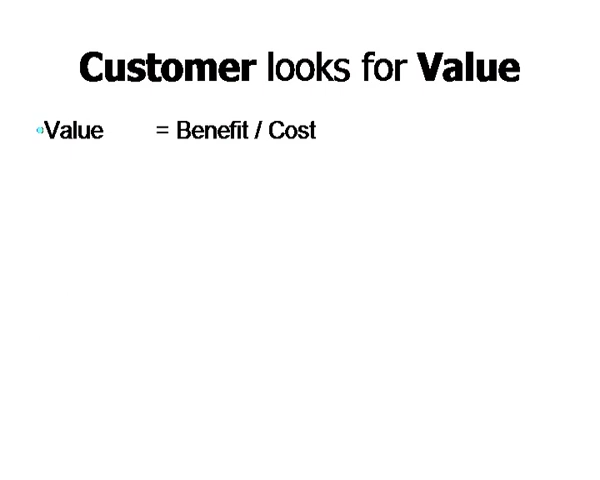 Customer looks for Value
•Value = Benefit / Cost